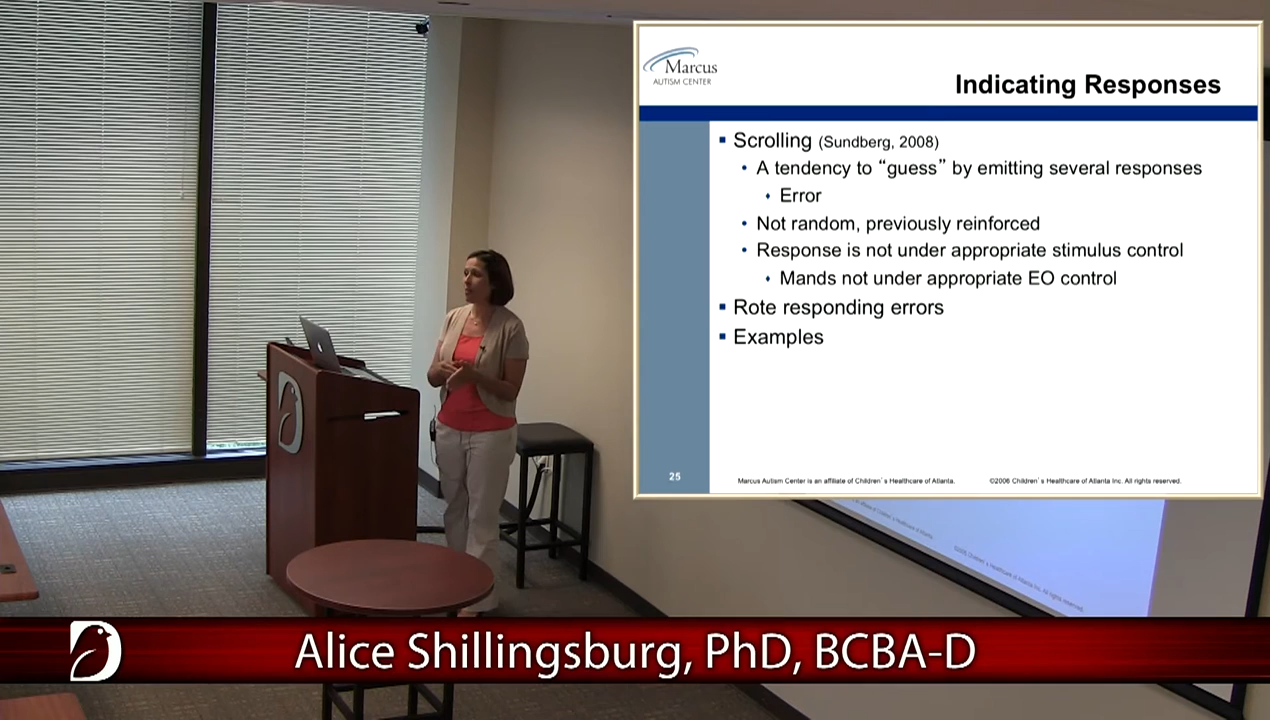 Marcus
AUTISM CENTER
Indicating Responses
Scrolling (Sundberg, 2008)
A tendency to “guess” by emitting several responses
Error
Not random, previously reinforced
Response is not under appropriate stimulus control
Mands not under appropriate EO control
Rote responding errors
Examples
25
Marcus Autism Center is an affiliate of Children’s Healthcare of Atlanta.
©2006 Children’s Healthcare of Atlanta Inc. All rights reserved.
Alice Shillingsburg, PhD, BCBA-D